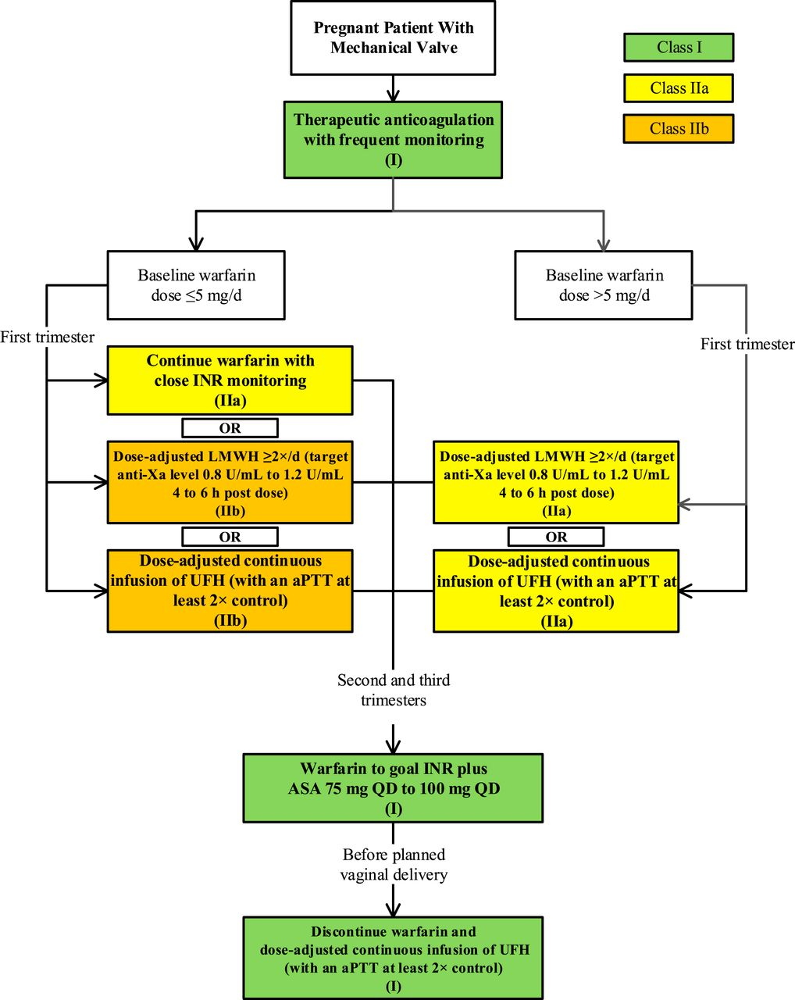 Pregnant Patient With
Mechanical Valve
Class I
Class IIa
Class IIb
Therapeutic anticoagulation
with frequent monitoring
(I)
Baseline warfarin
dose ≤5 mg/d
Baseline warfarin
dose >5 mg/d
First trimester
First trimester
Continue warfarin with
close INR monitoring
(IIa)
OR
Dose-adjusted LMWH ≥2×/d (target
anti-Xa level 0.8 U/mL to 1.2 U/mL
4 to 6 h post dose)
(IIb)
OR
Dose-adjusted continuous
infusion of UFH (with an aPTT at
least 2× control)
(IIb)
Dose-adjusted LMWH ≥2×/d (target
anti-Xa level 0.8 U/mL to 1.2 U/mL
4 to 6 h post dose)
(IIa)
OR
Dose-adjusted continuous
infusion of UFH (with an aPTT at
least 2× control)
(IIa)
Second and third
trimesters
Warfarin to goal INR plus
ASA 75 mg QD to 100 mg QD
(I)
Before planned
vaginal delivery
Discontinue warfarin and
dose-adjusted continuous infusion of UFH
(with an aPTT at least 2× control)
(I)